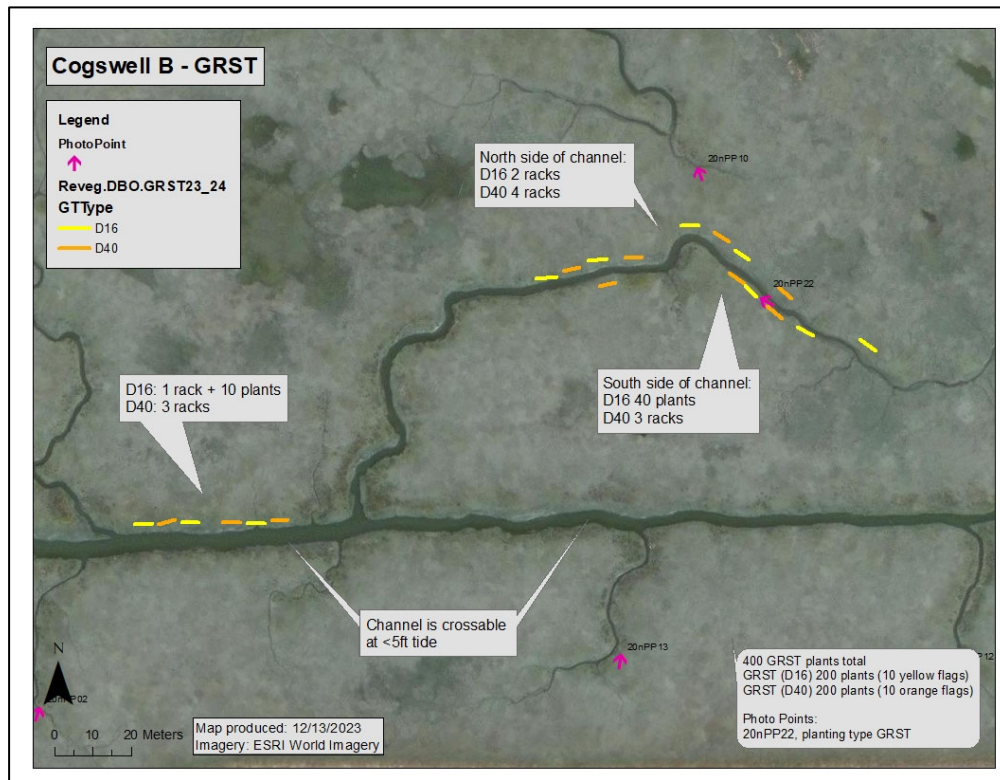 Cogswell B - GRST
Legend
PhotoPoint
Reveg.DBO.GRST23_24
GTType
D16
D40
20nPP10
North side of channel:
D16 2 racks
D40 4 racks
20nPP22
South side of channel:
D16 40 plants
D40 3 racks
D16: 1 rack + 10 plants
D40: 3 racks
Channel is crossable
at <5ft tide
20nPP13
N
0 10 20 Meters
Map produced: 12/13/2023
Imagery: ESRI World Imagery
400 GRST plants total
GRST (D16) 200 plants (10 yellow flags)
GRST (D40) 200 plants (10 orange flags)
Photo Points:
20nPP22, planting type GRST